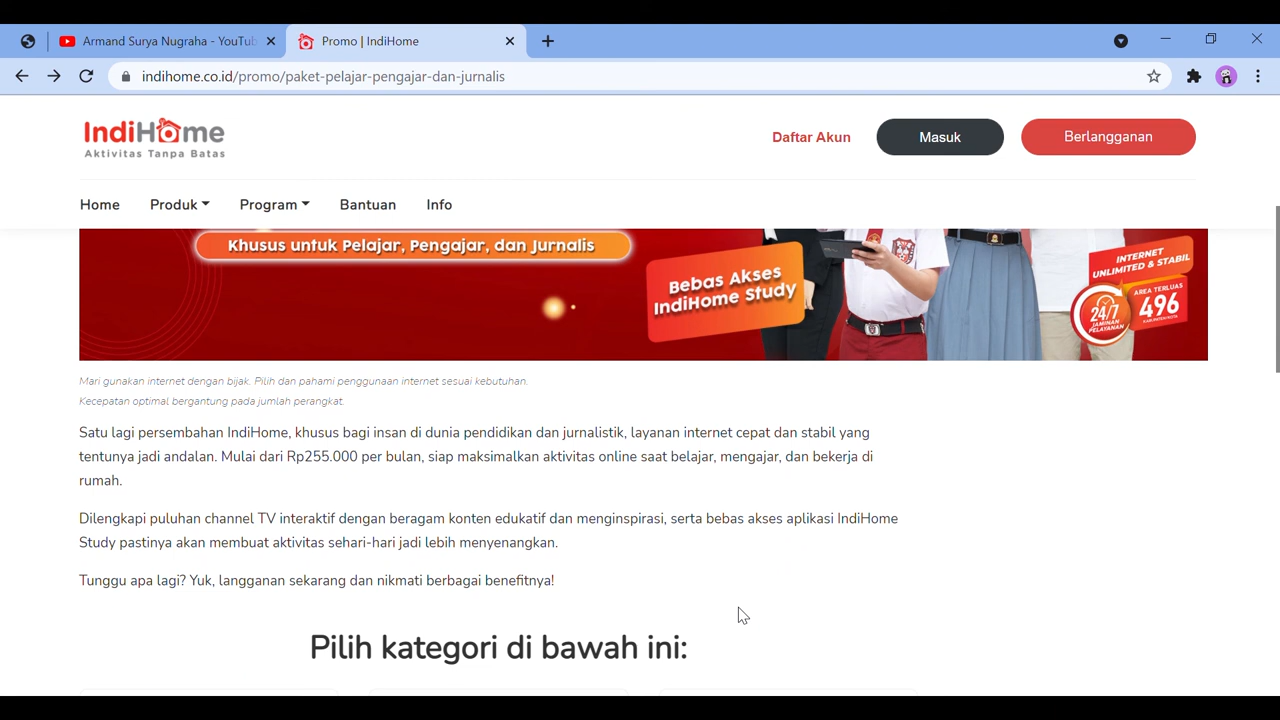 Armand Surya Nugraha - YouTub
Promo | IndiHome
indihome.co.id/promo/paket-pelajar-pengajar-dan-jurnalis
IndiHome
Aktivitas Tanpa Batas
Daftar Akun
Masuk
Berlangganan
Home
Produk
Program
Bantuan
Info
Khusus untuk Pelajar, Pengajar, dan Jurnalis
Bebas Akses
IndiHome Study
INTERNET
UNLIMITED & STABIL
24/7
JAMINAN
PELAYANAN
AREA TERLUAS
496
KABUPATEN/KOTA
Mari gunakan internet dengan bijak. Pilih dan pahami penggunaan internet sesuai kebutuhan.
Kecepatan optimal bergantung pada jumlah perangkat.
Satu lagi persembahan IndiHome, khusus bagi insan di dunia pendidikan dan jurnalistik, layanan internet cepat dan stabil yang
tentunya jadi andalan. Mulai dari Rp255.000 per bulan, siap maksimalkan aktivitas online saat belajar, mengajar, dan bekerja di
rumah.
Dilengkapi puluhan channel TV interaktif dengan beragam konten edukatif dan menginspirasi, serta bebas akses aplikasi IndiHome
Study pastinya akan membuat aktivitas sehari-hari jadi lebih menyenangkan.
Tunggu apa lagi? Yuk, langganan sekarang dan nikmati berbagai benefitnya!
Pilih kategori di bawah ini: